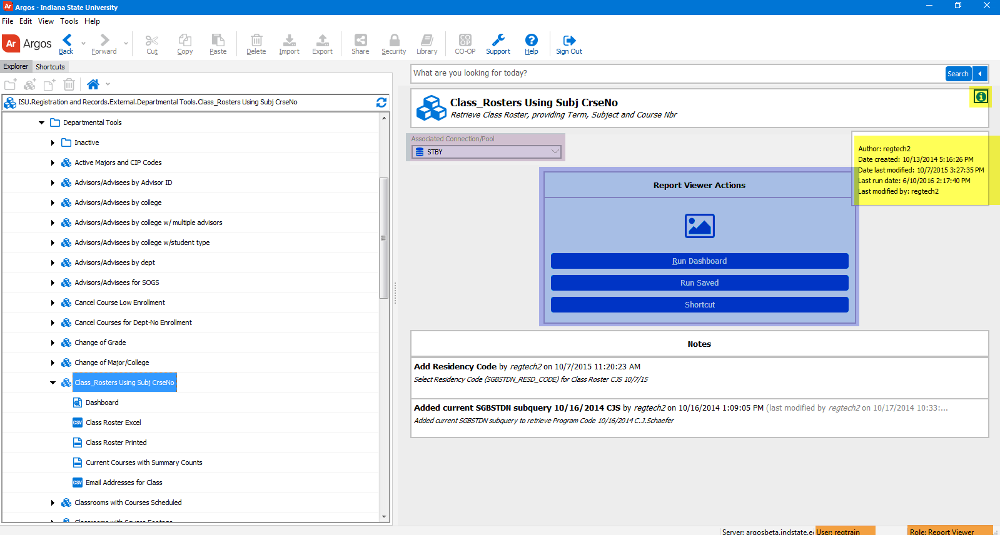 Ar Argos - Indiana State University
File Edit View Tools Help
Ar Argos Back Forward Cut Copy Paste Delete Import Export Share Security Library CO-OP Support Help Sign Out
Explorer Shortcuts
ISU.Registration and Records.External.Departmental Tools.Class_Rosters Using Subj CrseNo
Departmental Tools
Inactive
Active Majors and CIP Codes
Advisors/Advisees by Advisor ID
Advisors/Advisees by college
Advisors/Advisees by college w/ multiple advisors
Advisors/Advisees by college w/student type
Advisors/Advisees by dept
Advisors/Advisees for SOGS
Cancel Course Low Enrollment
Cancel Courses for Dept-No Enrollment
Change of Grade
Change of Major/College
Class_Rosters Using Subj CrseNo
Dashboard
CSV Class Roster Excel
Class Roster Printed
Current Courses with Summary Counts
CSV Email Addresses for Class
Classrooms with Courses Scheduled
Classrooms with Square Footage
What are you looking for today? Search
Class_Rosters Using Subj CrseNo
Retrieve Class Roster, providing Term, Subject and Course Nbr
Associated Connection/Pool
STBY
Author: regtech2
Date created: 10/13/2014 5:16:26 PM
Date last modified: 10/7/2015 3:27:35 PM
Last run date: 6/10/2016 2:17:40 PM
Last modified by: regtech2
Report Viewer Actions
Run Dashboard
Run Saved
Shortcut
Notes
Add Residency Code by regtech2 on 10/7/2015 11:20:23 AM
Select Residency Code (SGBSTDN_RESD_CODE) for Class Roster CJS 10/7/15
Added current SGBSTDN subquery 10/16/2014 CJS by regtech2 on 10/16/2014 1:09:05 PM (last modified by regtech2 on 10/17/2014 10:33:...
Added current SGBSTDN subquery to retrieve Program Code 10/16/2014 C.J.Schaefer
Server: argosbeta.indstate.e User: regtrain Role: Report Viewer